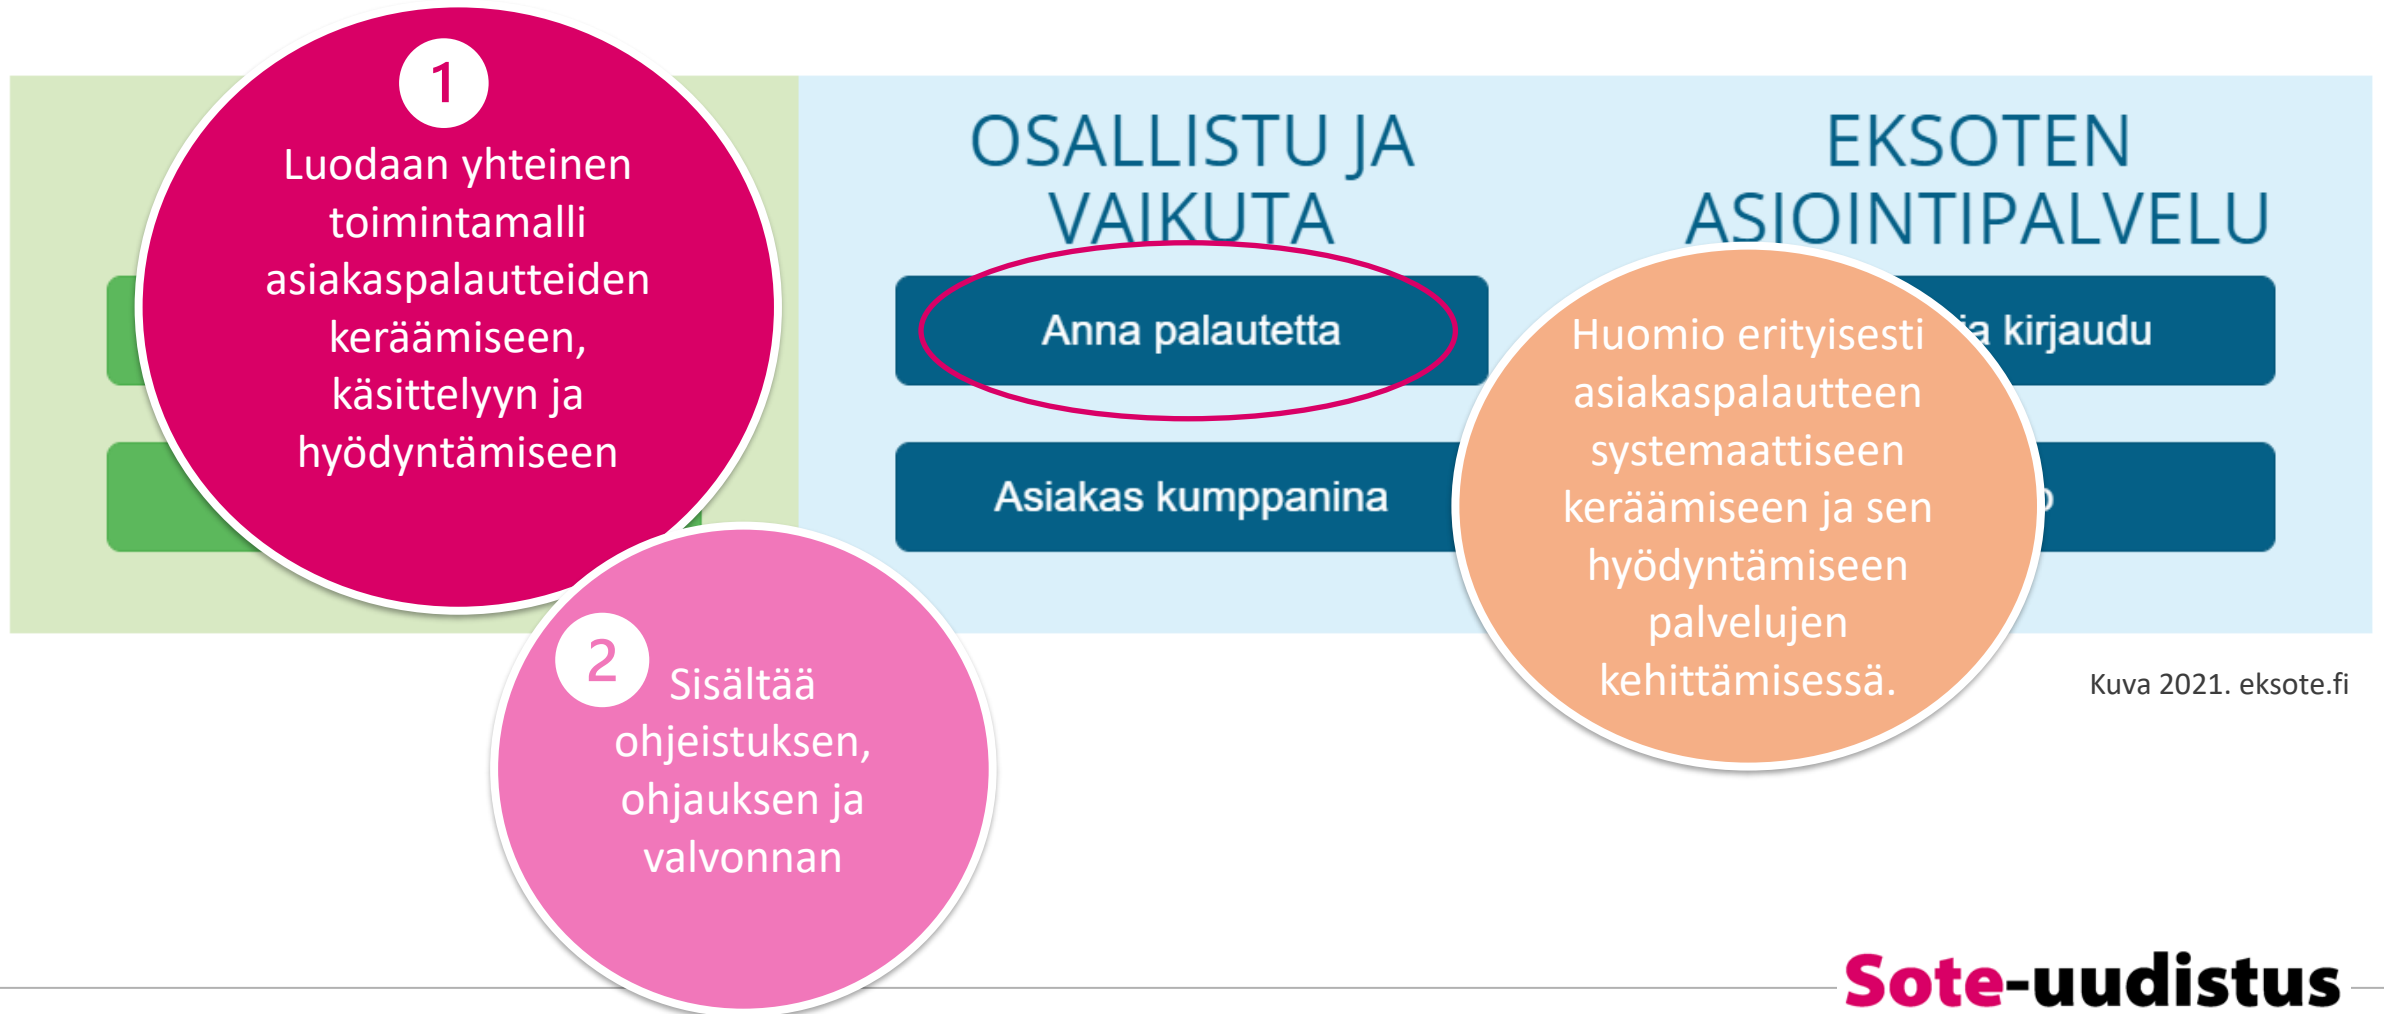 1
Luodaan yhteinen
toimintamalli
asiakaspalautteiden
keräämiseen,
käsittelyyn ja
hyödyntämiseen
OSALLISTU JA
VAIKUTA
Anna palautetta
Asiakas kumppanina
EKSOTEN
ASIOINTIPALVELU
kirjaudu
Huomio erityisesti
asiakaspalautteen
systemaattiseen
keräämiseen ja sen
hyödyntämiseen
palvelujen
kehittämisessä.
2
Sisältää
ohjeistuksen,
ohjauksen ja
valvonnan
Kuva 2021. eksote.fi
Sote-uudistus